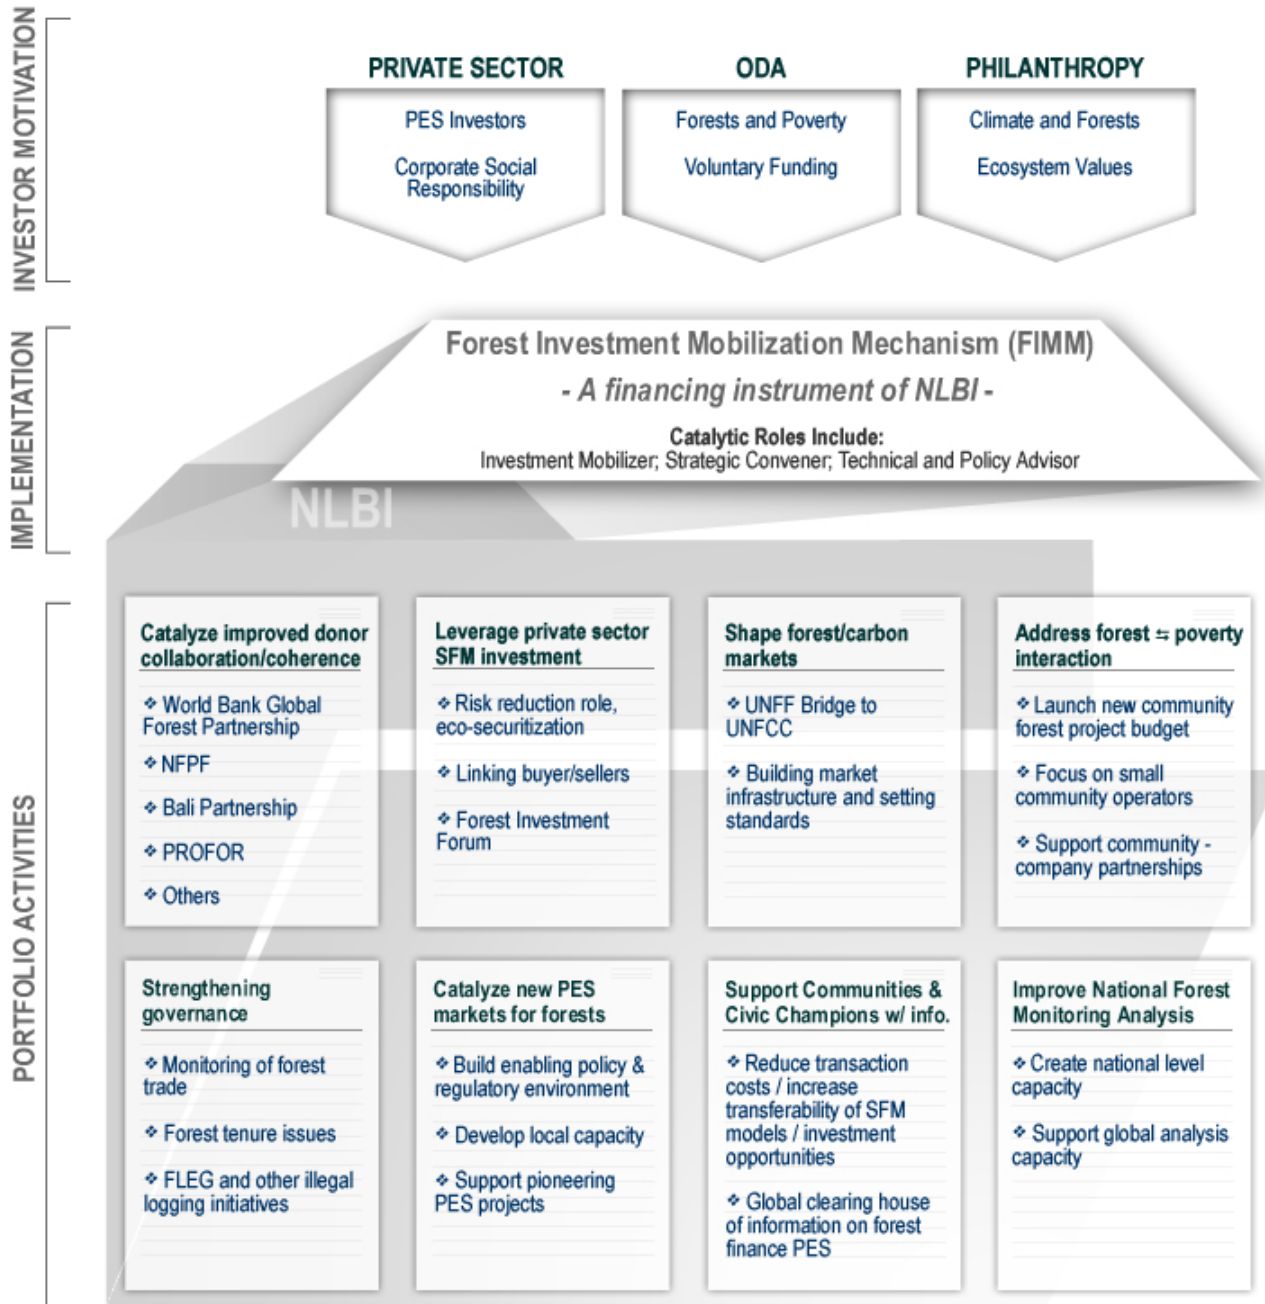 INVESTOR MOTIVATION
PRIVATE SECTOR
PES Investors
Corporate Social
Responsibility
ODA
Forests and Poverty
Voluntary Funding
PHILANTHROPY
Climate and Forests
Ecosystem Values
IMPLEMENTATION
Forest Investment Mobilization Mechanism (FIMM)
- A financing instrument of NLBI -
Catalytic Roles Include:
Investment Mobilizer; Strategic Convener; Technical and Policy Advisor
NLBI
PORTFOLIO ACTIVITIES
Catalyze improved donor
collaboration/coherence
❖ World Bank Global
Forest Partnership
❖ NFPF
❖ Bali Partnership
❖ PROFOR
❖ Others
Leverage private sector
SFM investment
❖ Risk reduction role,
eco-securitization
❖ Linking buyer/sellers
❖ Forest Investment
Forum
Shape forest/carbon
markets
❖ UNFF Bridge to
UNFCC
❖ Building market
infrastructure and setting
standards
Address forest ⇆ poverty
interaction
❖ Launch new community
forest project budget
❖ Focus on small
community operators
❖ Support community -
company partnerships
Strengthening
governance
❖ Monitoring of forest
trade
❖ Forest tenure issues
❖ FLEG and other illegal
logging initiatives
Catalyze new PES
markets for forests
❖ Build enabling policy &
regulatory environment
❖ Develop local capacity
❖ Support pioneering
PES projects
Support Communities &
Civic Champions w/ info.
❖ Reduce transaction
costs / increase
transferability of SFM
models / investment
opportunities
❖ Global clearing house
of information on forest
finance PES
Improve National Forest
Monitoring Analysis
❖ Create national level
capacity
❖ Support global analysis
capacity